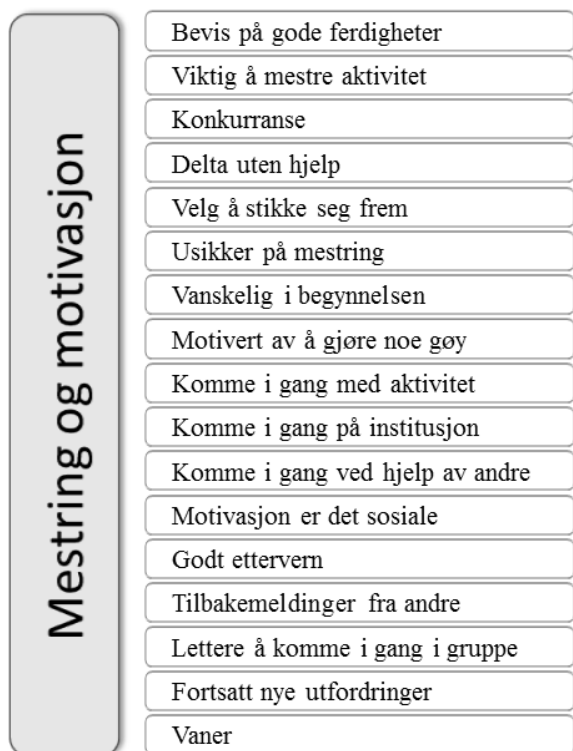 Mestring og motivasjon
Bevis på gode ferdigheter
Viktig å mestre aktivitet
Konkurranse
Delta uten hjelp
Velg å stikke seg frem
Usikker på mestring
Vanskelig i begynnelsen
Motivert av å gjøre noe gøy
Komme i gang med aktivitet
Komme i gang på institusjon
Komme i gang ved hjelp av andre
Motivasjon er det sosiale
Godt ettervern
Tilbakemeldinger fra andre
Lettere å komme i gang i gruppe
Fortsatt nye utfordringer
Vaner